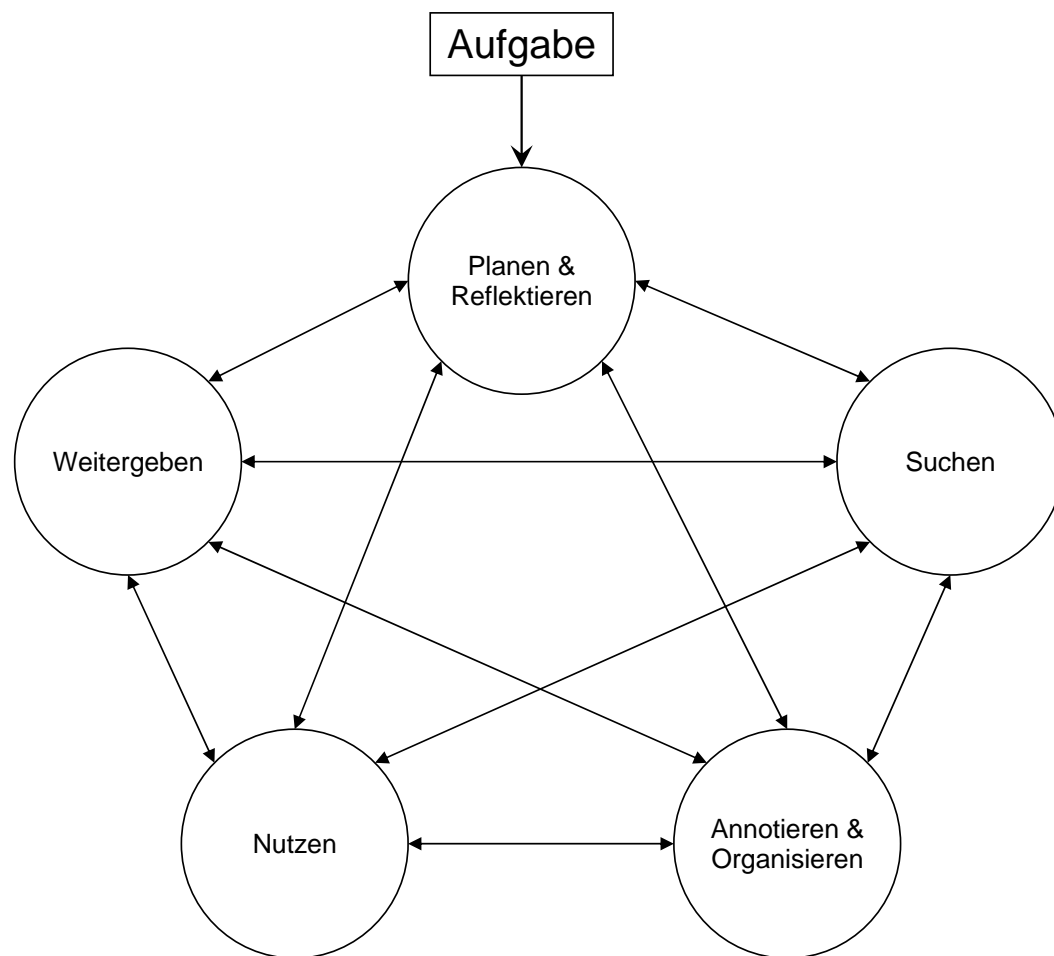 Aufgabe
Planen &
Reflektieren
Weitergeben
Suchen
Nutzen
Annotieren &
Organisieren